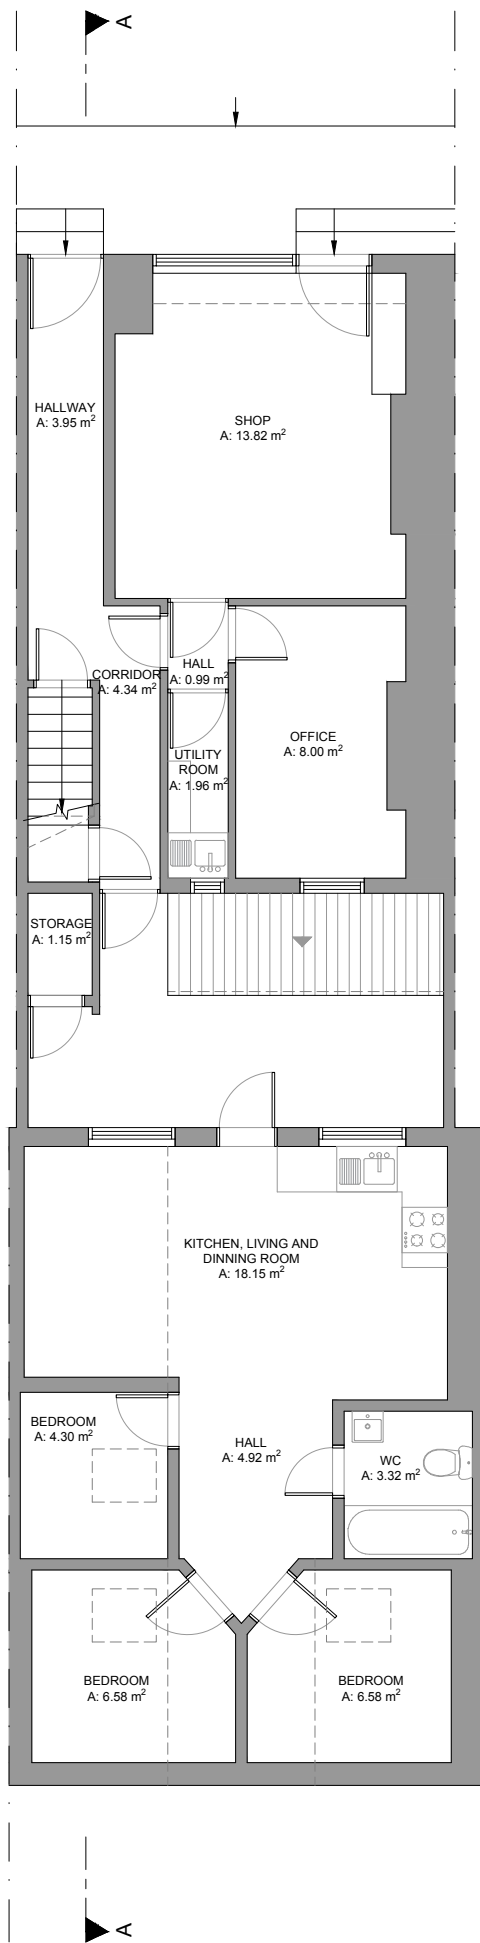 A
HALLWAY
A: 3.95 m²
SHOP
A: 13.82 m²
CORRIDOR
A: 4.34 m²
HALL
A: 0.99 m²
OFFICE
A: 8.00 m²
UTILITY
ROOM
A: 1.96 m²
STORAGE
A: 1.15 m²
KITCHEN, LIVING AND
DINNING ROOM
A: 18.15 m²
BEDROOM
A: 4.30 m²
HALL
A: 4.92 m²
WC
A: 3.32 m²
BEDROOM
A: 6.58 m²
BEDROOM
A: 6.58 m²
A